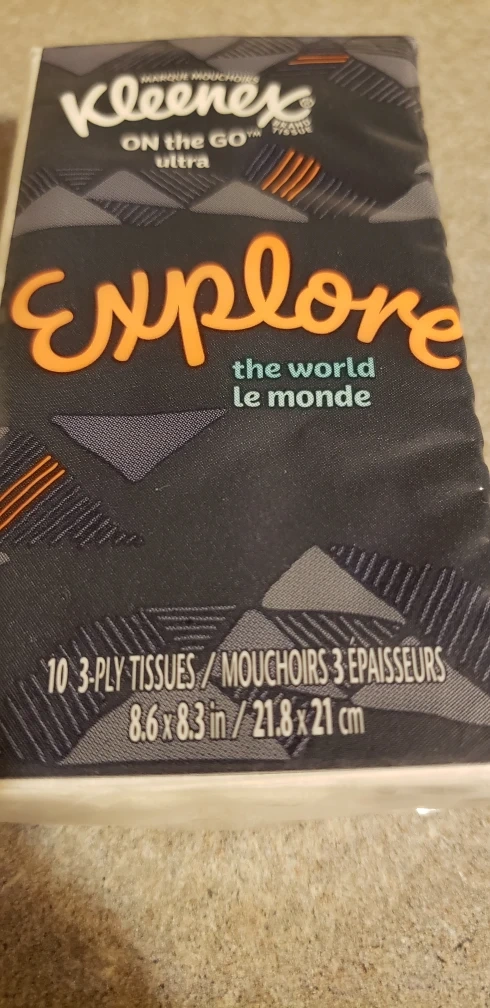 MARQUE MOUCHOIRS
Kleenex®
BRAND
TISSUE
ON the GO™
ultra
Explore
the world
le monde
10 3-PLY TISSUES / MOUCHOIRS 3 ÉPAISSEURS
8.6 x 8.3 in / 21.8 x 21 cm